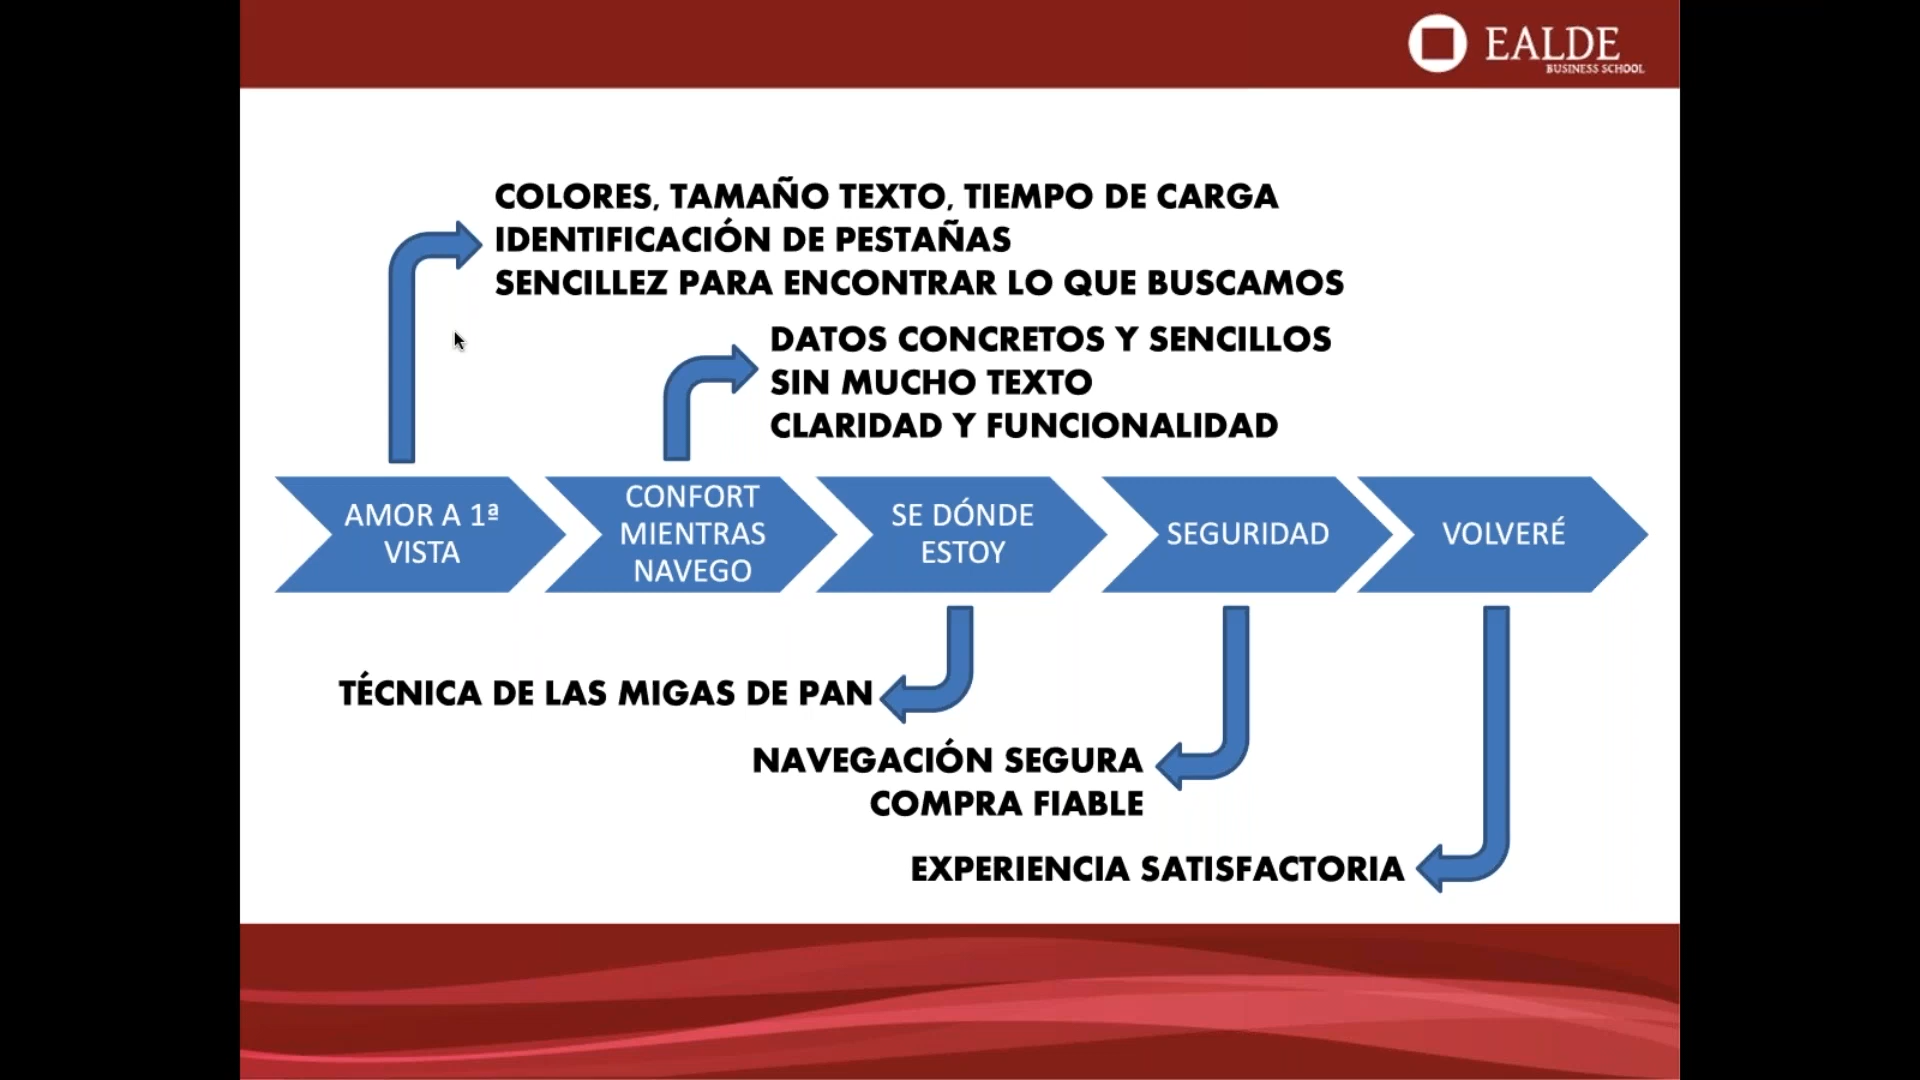 EALDE
BUSINESS SCHOOL
COLORES, TAMAÑO TEXTO, TIEMPO DE CARGA
IDENTIFICACIÓN DE PESTAÑAS
SENCILLEZ PARA ENCONTRAR LO QUE BUSCAMOS
DATOS CONCRETOS Y SENCILLOS
SIN MUCHO TEXTO
CLARIDAD Y FUNCIONALIDAD
AMOR A 1ª
VISTA
CONFORT
MIENTRAS
NAVEGO
SE DÓNDE
ESTOY
SEGURIDAD
VOLVERÉ
TÉCNICA DE LAS MIGAS DE PAN
NAVEGACIÓN SEGURA
COMPRA FIABLE
EXPERIENCIA SATISFACTORIA